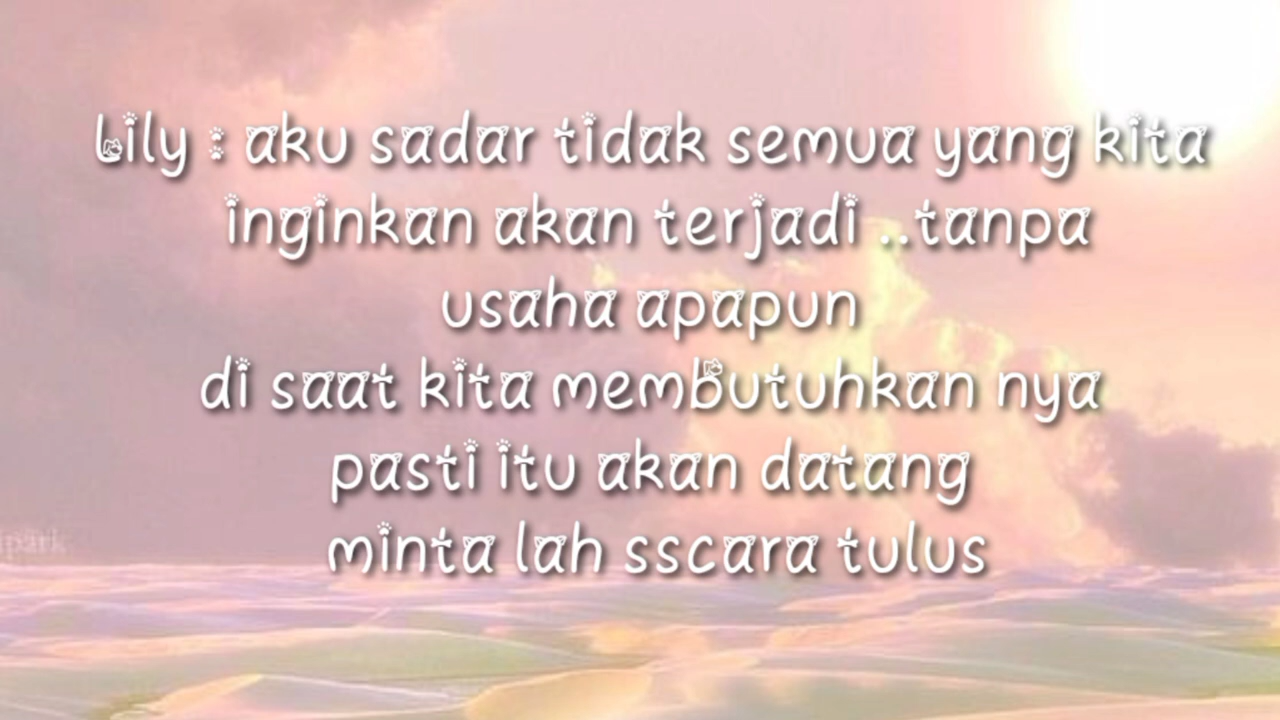 Lily : aku sadar tidak semua yang kita
inginkan akan terjadi ..tanpa
usaha apapun
di saat kita membutuhkan nya
pasti itu akan datang
minta lah sscara tulus